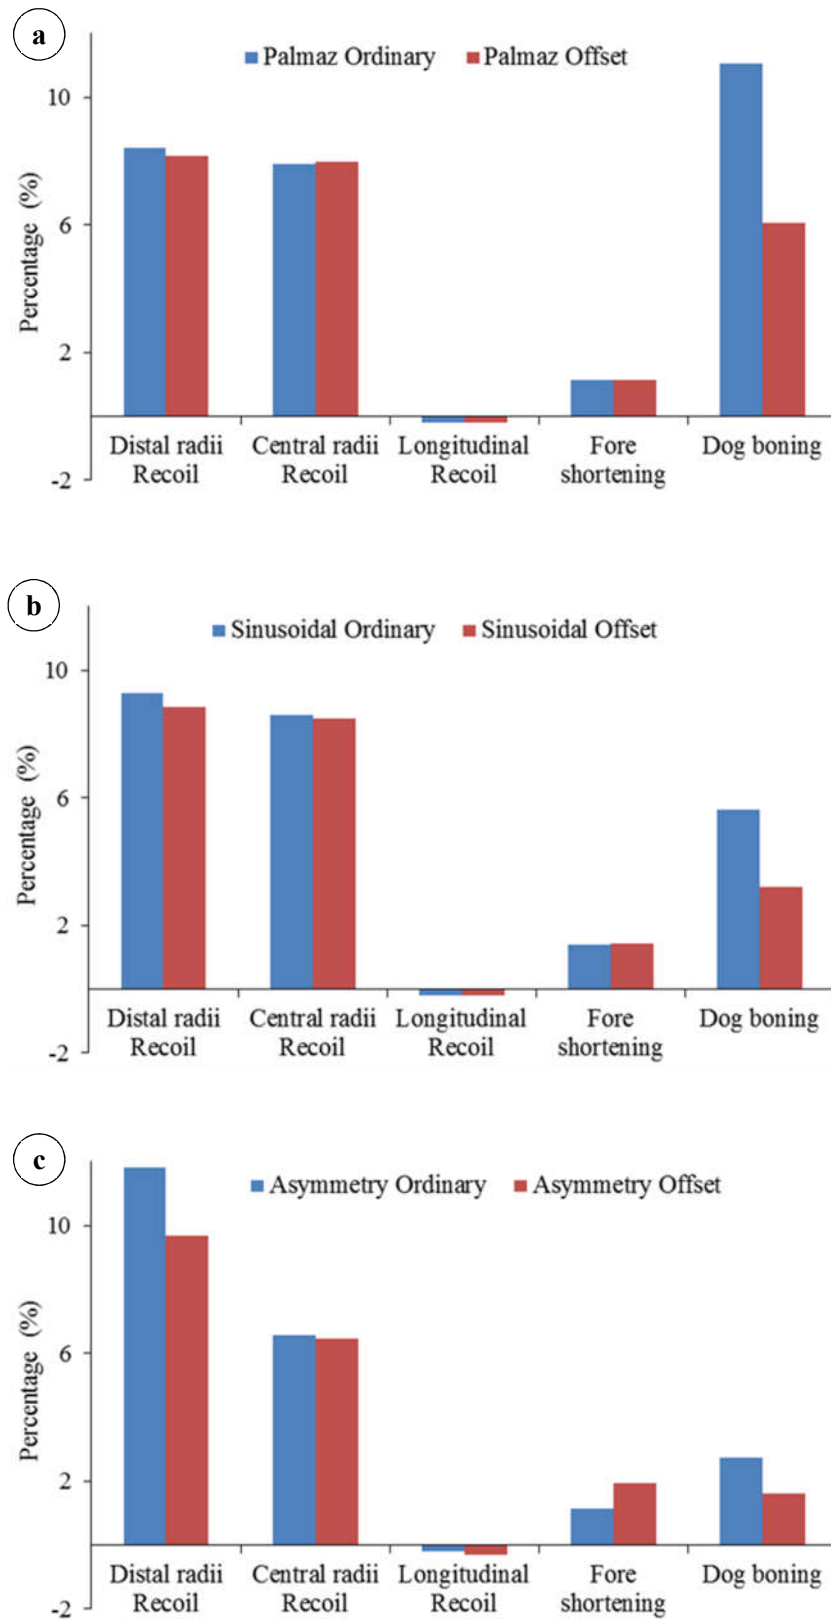 a
Palmaz Ordinary Palmaz Offset
10
6
2
-2
Percentage (%)
Distal radii Recoil
Central radii Recoil
Longitudinal Recoil
Fore shortening
Dog boning
b
Sinusoidal Ordinary Sinusoidal Offset
10
6
2
-2
Percentage (%)
Distal radii Recoil
Central radii Recoil
Longitudinal Recoil
Fore shortening
Dog boning
c
Asymmetry Ordinary Asymmetry Offset
10
6
2
-2
Percentage (%)
Distal radii Recoil
Central radii Recoil
Longitudinal Recoil
Fore shortening
Dog boning